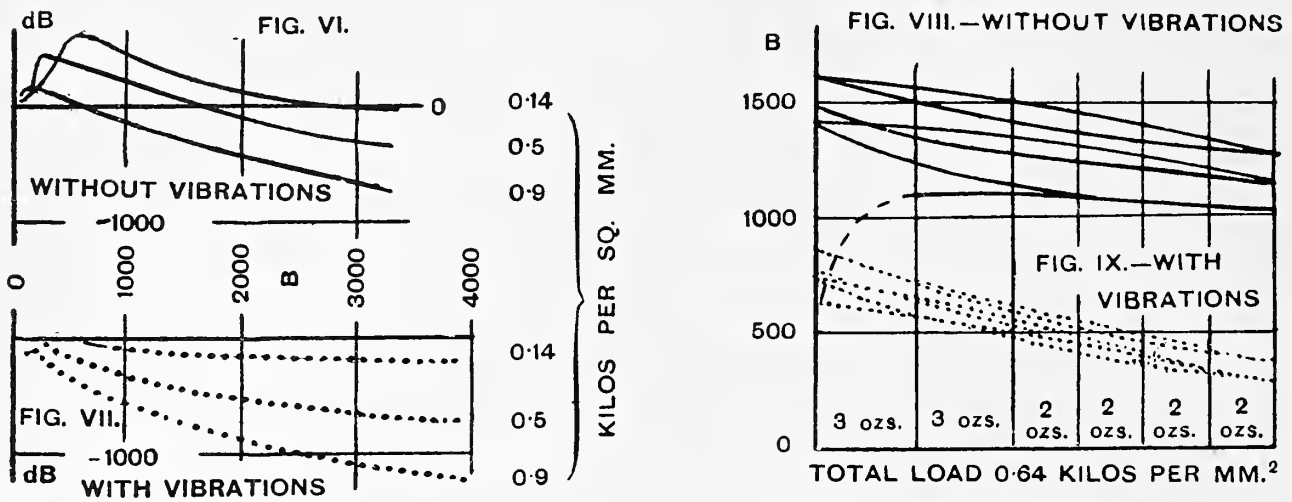 dB
FIG. VI.
0
0·14
0·5
0·9
WITHOUT VIBRATIONS
-1000
0
1000
2000
3000
4000
B
KILOS PER SQ. MM.
0·14
0·5
0·9
FIG. VII.
-1000
dB
WITH VIBRATIONS
FIG. VIII.—WITHOUT VIBRATIONS
B
1500
1000
500
0
FIG. IX.—WITH
VIBRATIONS
3 ozs.
3 ozs.
2
ozs.
2
ozs.
2
ozs.
2
ozs.
TOTAL LOAD 0·64 KILOS PER MM.²